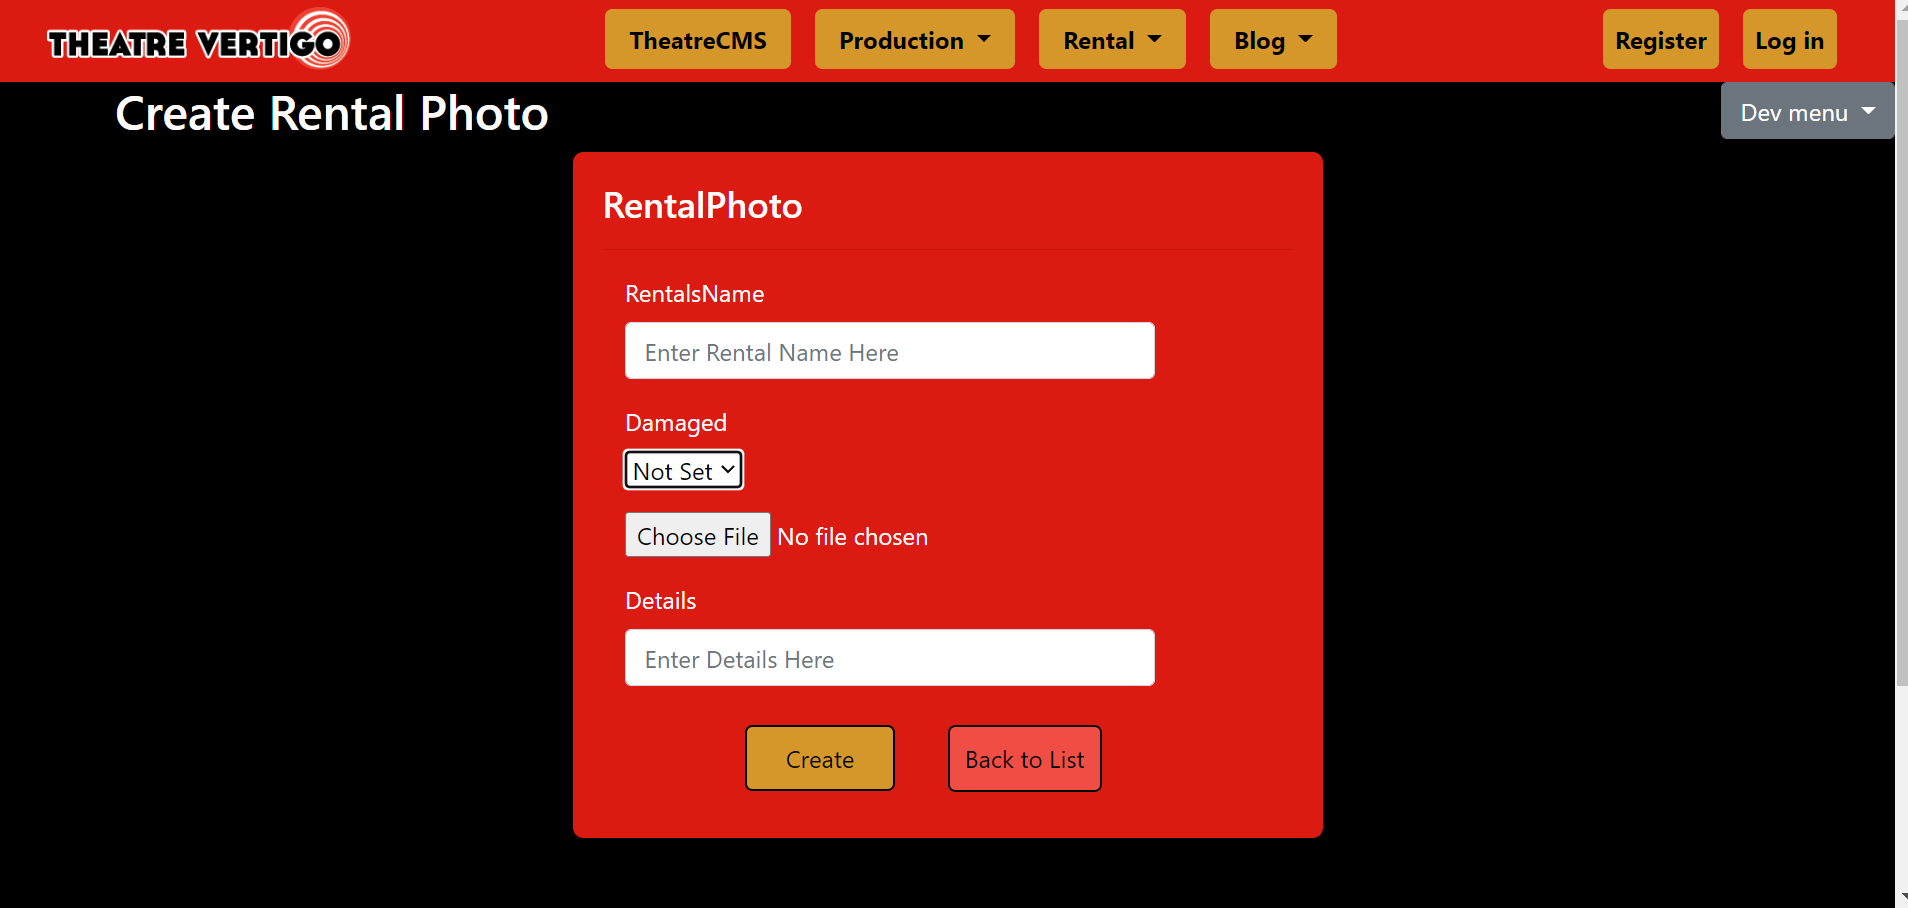 THEATRE VERTIGO
TheatreCMS
Production
Rental
Blog
Register
Log in
Create Rental Photo
Dev menu
RentalPhoto
RentalsName
Enter Rental Name Here
Damaged
Not Set
Choose File No file chosen
Details
Enter Details Here
Create
Back to List